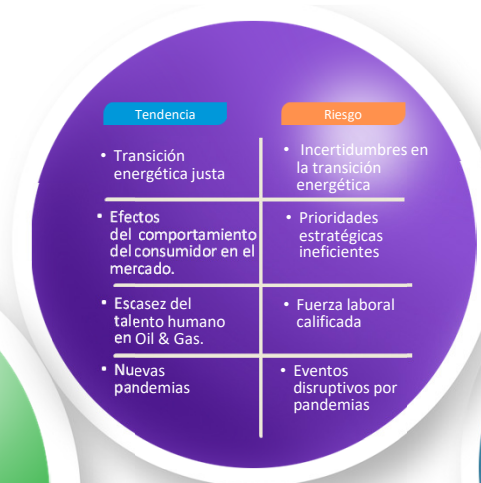 Tendencia
Riesgo
• Transición
energética justa
• Incertidumbres en
la transición
energética
▪ Efectos
del comportamiento
del consumidor en el
mercado.
• Prioridades
estratégicas
ineficientes
▪ Escasez del
talento humano
en Oil & Gas.
• Fuerza laboral
calificada
▪ Nuevas
pandemias
• Eventos
disruptivos por
pandemias